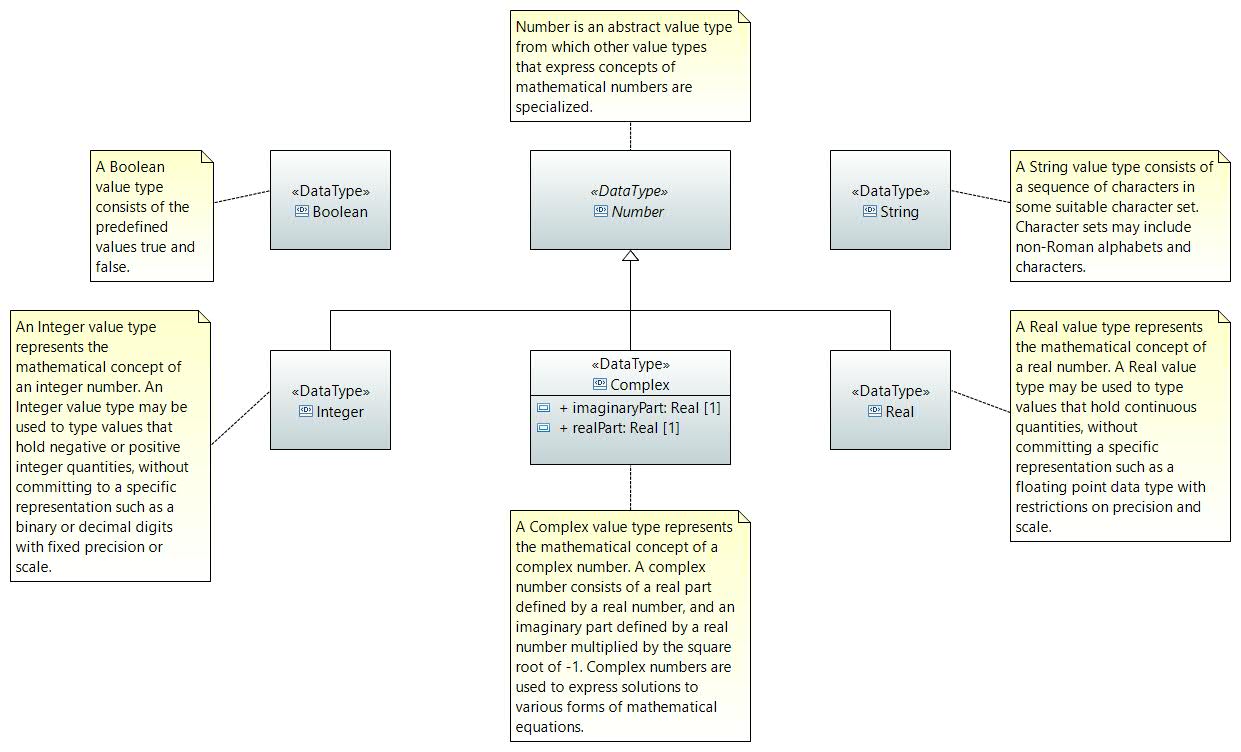 Number is an abstract value type
from which other value types
that express concepts of
mathematical numbers are
specialized.
A Boolean
value type
consists of the
predefined
values true and
false.
«DataType»
Boolean
«DataType»
Number
«DataType»
String
A String value type consists of
a sequence of characters in
some suitable character set.
Character sets may include
non-Roman alphabets and
characters.
An Integer value type
represents the
mathematical concept of
an integer number. An
Integer value type may be
used to type values that
hold negative or positive
integer quantities, without
committing to a specific
representation such as a
binary or decimal digits
with fixed precision or
scale.
«DataType»
Integer
«DataType»
Complex
+ imaginaryPart: Real [1]
+ realPart: Real [1]
«DataType»
Real
A Real value type represents
the mathematical concept of
a real number. A Real value
type may be used to type
values that hold continuous
quantities, without
committing a specific
representation such as a
floating point data type with
restrictions on precision and
scale.
A Complex value type represents
the mathematical concept of a
complex number. A complex
number consists of a real part
defined by a real number, and an
imaginary part defined by a real
number multiplied by the square
root of -1. Complex numbers are
used to express solutions to
various forms of mathematical
equations.